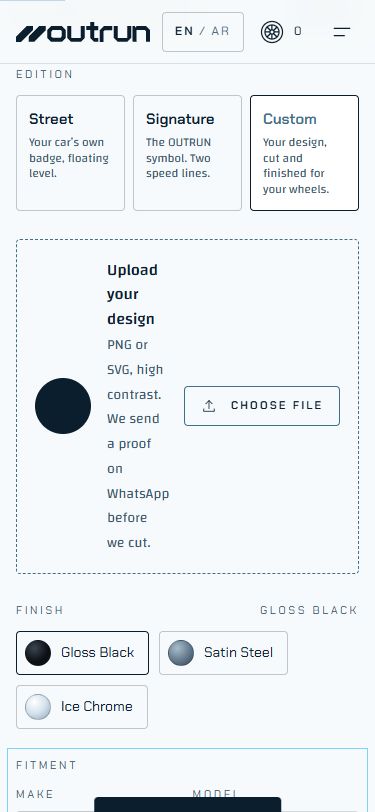 outrun
EN / AR
0
EDITION
Street
Your car's own
badge, floating
level.
Signature
The OUTRUN
symbol. Two
speed lines.
Custom
Your design,
cut and
finished for
your wheels.
Upload
your
design
PNG or
SVG, high
contrast.
We send
a proof
on
WhatsApp
before
we cut.
CHOOSE FILE
FINISH
GLOSS BLACK
Gloss Black
Satin Steel
Ice Chrome
FITMENT
MAKE
MODEL